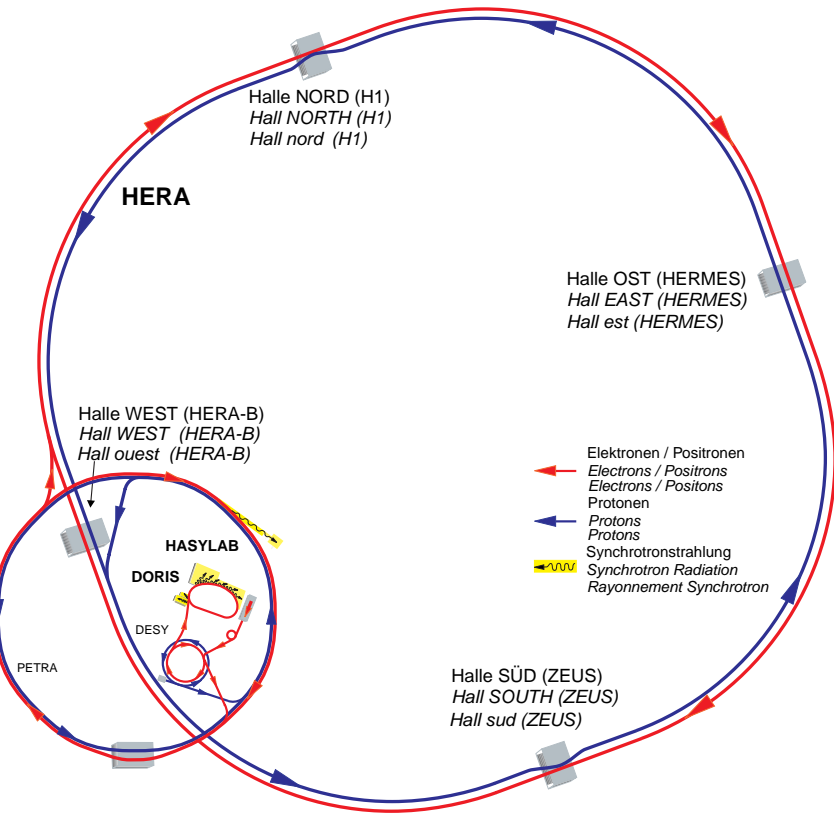 Halle NORD (H1)
Hall NORTH (H1)
Hall nord (H1)
HERA
Halle OST (HERMES)
Hall EAST (HERMES)
Hall est (HERMES)
Halle WEST (HERA-B)
Hall WEST (HERA-B)
Hall ouest (HERA-B)
Elektronen / Positronen
Electrons / Positrons
Electrons / Positons
Protonen
Protons
Protons
Synchrotronstrahlung
Synchrotron Radiation
Rayonnement Synchrotron
HASYLAB
DORIS
DESY
PETRA
Halle SÜD (ZEUS)
Hall SOUTH (ZEUS)
Hall sud (ZEUS)